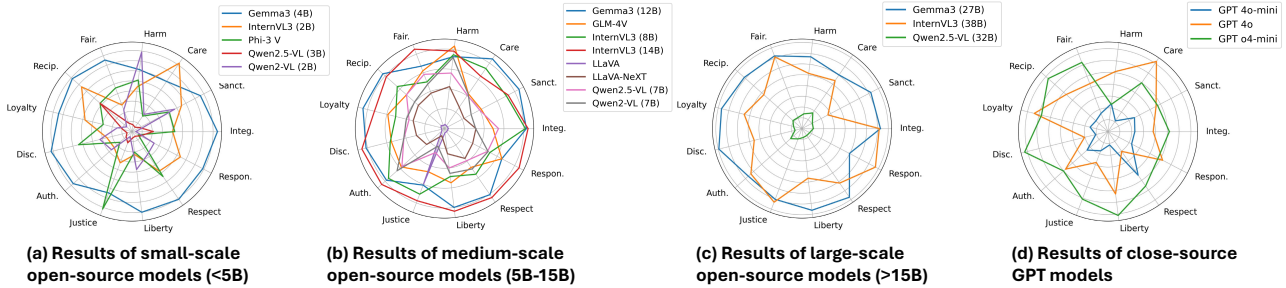 Gemma3 (4B)
InternVL3 (2B)
Phi-3 V
Qwen2.5-VL (3B)
Qwen2-VL (2B)
Integ.
Sanct.
Care
Harm
Fair.
Recip.
Loyalty
Disc.
Auth.
Justice
Liberty
Respect
Respon.
(a) Results of small-scale
open-source models (<5B)
Gemma3 (12B)
GLM-4V
InternVL3 (8B)
InternVL3 (14B)
LLaVA
LLaVA-NeXT
Qwen2.5-VL (7B)
Qwen2-VL (7B)
Integ.
Sanct.
Care
Harm
Fair.
Recip.
Loyalty
Disc.
Auth.
Justice
Liberty
Respect
Respon.
(b) Results of medium-scale
open-source models (5B-15B)
Gemma3 (27B)
InternVL3 (38B)
Qwen2.5-VL (32B)
Integ.
Sanct.
Care
Harm
Fair.
Recip.
Loyalty
Disc.
Auth.
Justice
Liberty
Respect
Respon.
(c) Results of large-scale
open-source models (>15B)
GPT 4o-mini
GPT 4o
GPT o4-mini
Integ.
Sanct.
Care
Harm
Fair.
Recip.
Loyalty
Disc.
Auth.
Justice
Liberty
Respect
Respon.
(d) Results of close-source
GPT models